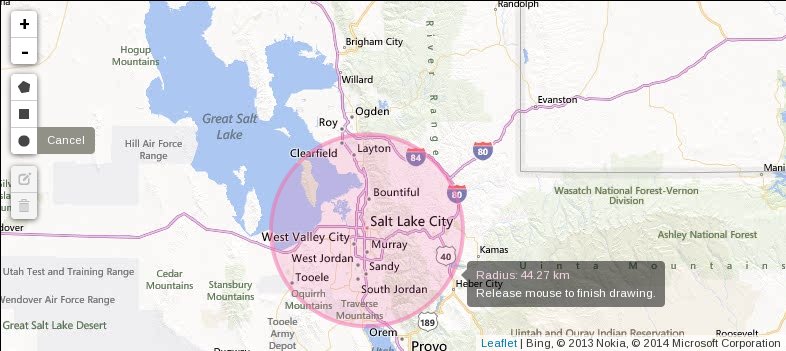 +
-
Cancel
Randolph
Brigham City
Hogup
Mountains
River Range
Willard
Evanston
Ogden
Great Salt
Lake
Roy
Hill Air Force
Range
Clearfield
Layton
84
80
Bountiful
80
Wasatch National Forest-Vernon
Division
Salt Lake City
West Valley City
Ashley National Forest
Murray
Kamas
West Jordan
40
Sandy
Uinta Mountains
Utah Test and Training Range
Cedar
Mountains
Tooele
Radius: 44.27 km
Stansbury
Mountains
South Jordan
Heber City
Release mouse to finish drawing.
Oquirrh
Mountains
Wendover Air Force Range
Traverse
Mountains
Great Salt Lake Desert
Tooele
Army
Depot
189
Orem
Uintah and Ouray Indian Reservation
Provo
Leaflet | Bing, © 2013 Nokia, © 2014 Microsoft Corporation